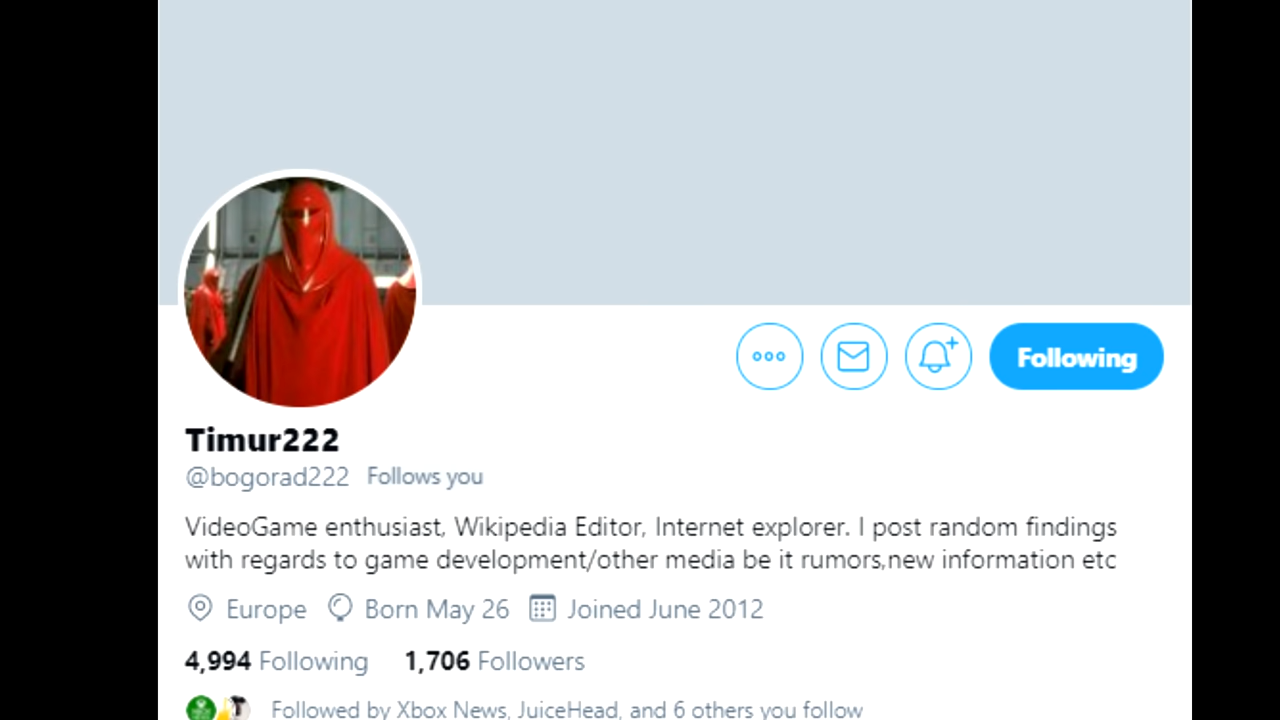 Following
Timur222
@bogorad222 Follows you
VideoGame enthusiast, Wikipedia Editor, Internet explorer. I post random findings
with regards to game development/other media be it rumors,new information etc
Europe Born May 26 Joined June 2012
4,994 Following 1,706 Followers
Followed by Xbox News, JuiceHead, and 6 others you follow